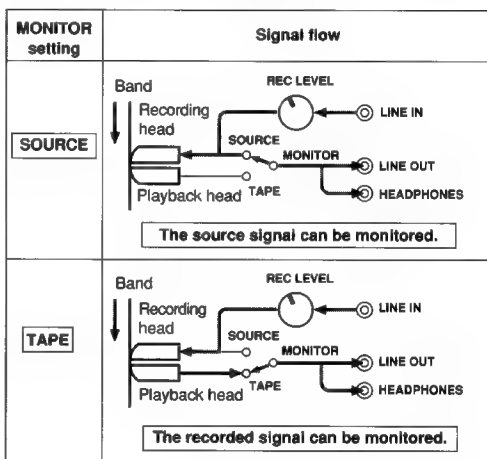 MONITOR
setting
Signal flow
SOURCE
REC LEVEL
Band
Recording
head
LINE IN
SOURCE
MONITOR
LINE OUT
TAPE
HEADPHONES
Playback head
The source signal can be monitored.
TAPE
REC LEVEL
Band
Recording
head
LINE IN
SOURCE
MONITOR
LINE OUT
TAPE
HEADPHONES
Playback head
The recorded signal can be monitored.